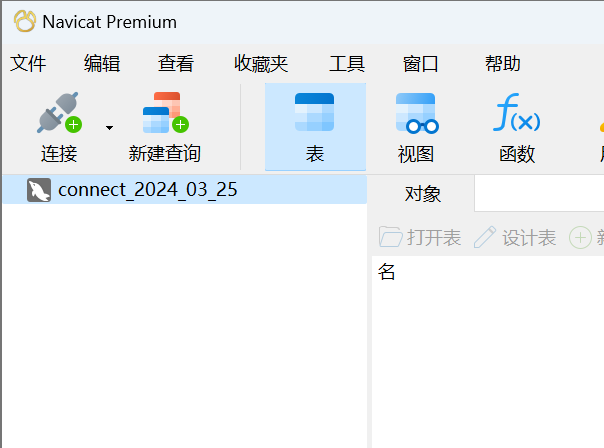 Navicat Premium
文件 编辑 查看 收藏夹 工具 窗口 帮助
连接 新建查询 表 视图 函数
connect_2024_03_25
对象
打开表 设计表
名